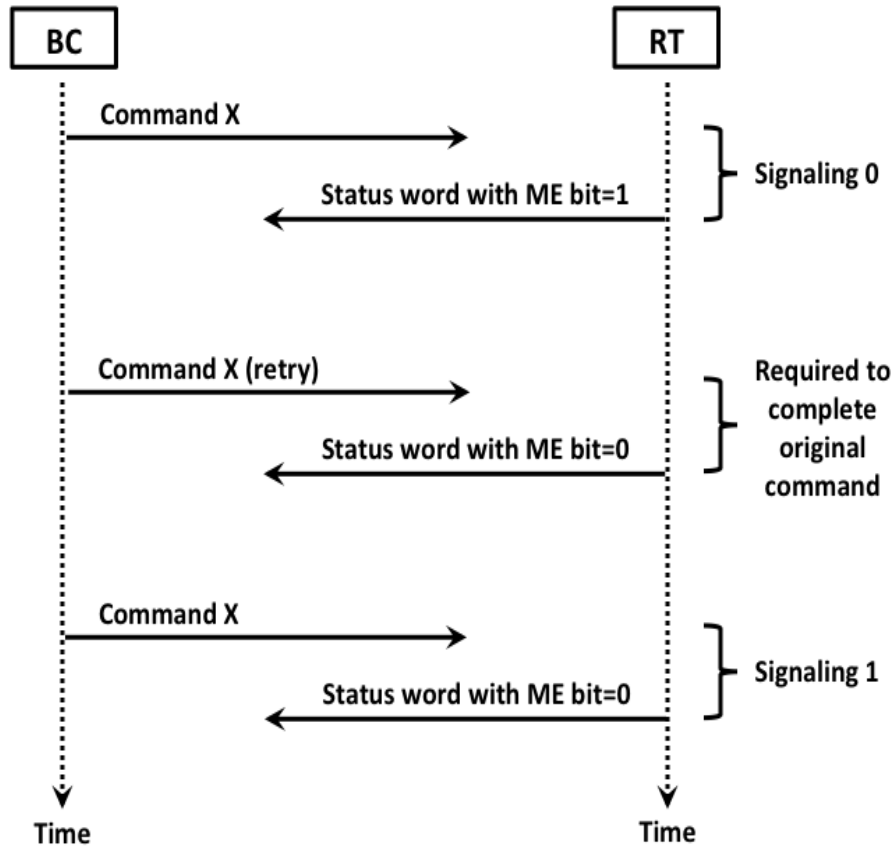 BC
RT
Command X
Status word with ME bit=1
Signaling 0
Command X (retry)
Status word with ME bit=0
Required to
complete
original
command
Command X
Status word with ME bit=0
Signaling 1
Time
Time